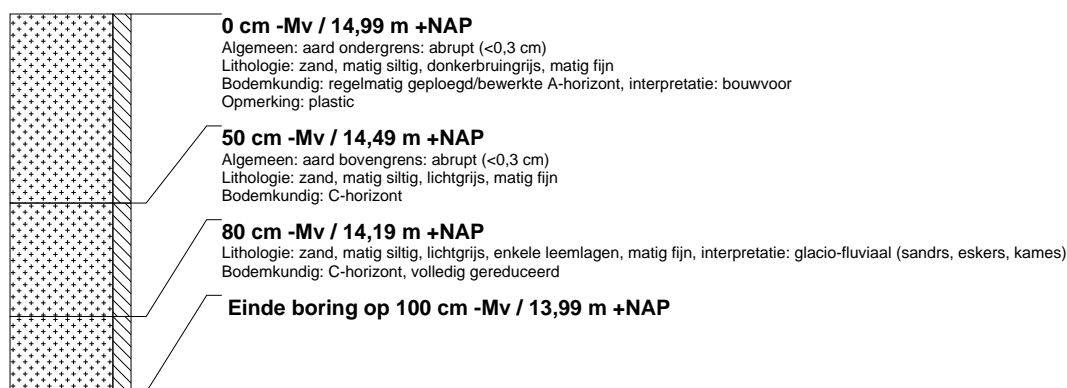 0 cm -Mv / 14,99 m +NAP
Algemeen: aard ondergrens: abrupt (<0,3 cm)
Lithologie: zand, matig siltig, donkerbruingrijs, matig fijn
Bodemkundig: regelmatig geploegd/bewerkte A-horizont, interpretatie: bouwvoor
Opmerking: plastic
50 cm -Mv / 14,49 m +NAP
Algemeen: aard bovengrens: abrupt (<0,3 cm)
Lithologie: zand, matig siltig, lichtgrijs, matig fijn
Bodemkundig: C-horizont
80 cm -Mv / 14,19 m +NAP
Lithologie: zand, matig siltig, lichtgrijs, enkele leemlagen, matig fijn, interpretatie: glacio-fluviaal (sandrs, eskers, kames)
Bodemkundig: C-horizont, volledig gereduceerd
Einde boring op 100 cm -Mv / 13,99 m +NAP